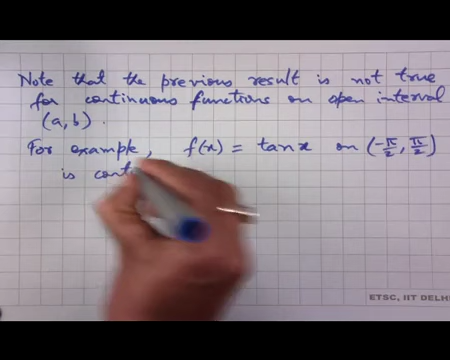 Note that the previous result is not true
for continuous functions on open interval
(a, b) .
For example, f(x) = tan x on (-π/2, π/2)
is cont
ETSC, IIT DELHI